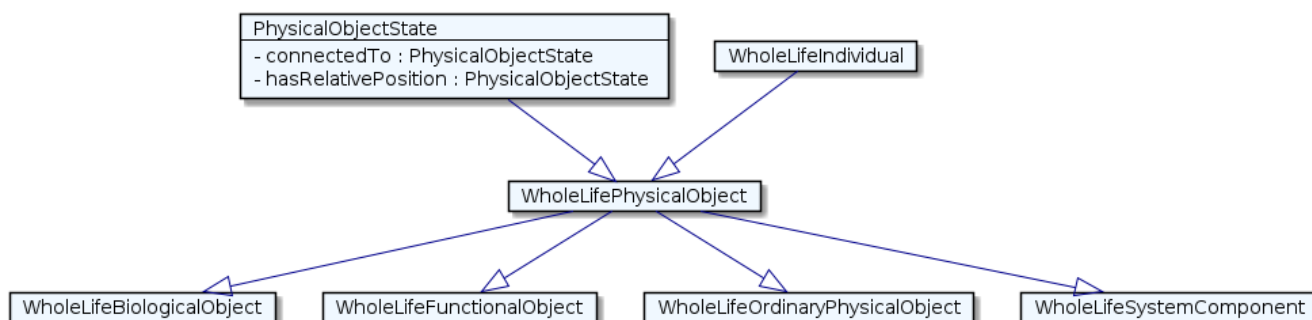 PhysicalObjectState
- connectedTo : PhysicalObjectState
- hasRelativePosition : PhysicalObjectState
WholeLifeIndividual
WholeLifePhysicalObject
WholeLifeBiologicalObject
WholeLifeFunctionalObject
WholeLifeOrdinaryPhysicalObject
WholeLifeSystemComponent